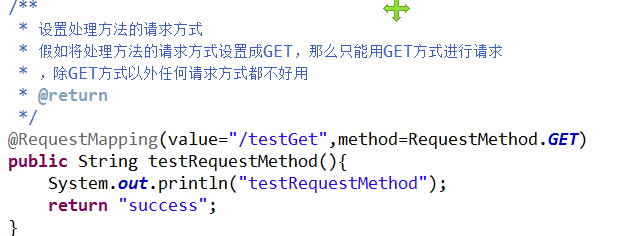 /**
 * 设置处理方法的请求方式
 * 假如将处理方法的请求方式设置成GET，那么只能用GET方式进行请求
 * ，除GET方式以外任何请求方式都不好用
 * @return
 */
@RequestMapping(value="/testGet",method=RequestMethod.GET)
public String testRequestMethod(){
    System.out.println("testRequestMethod");
    return "success";
}